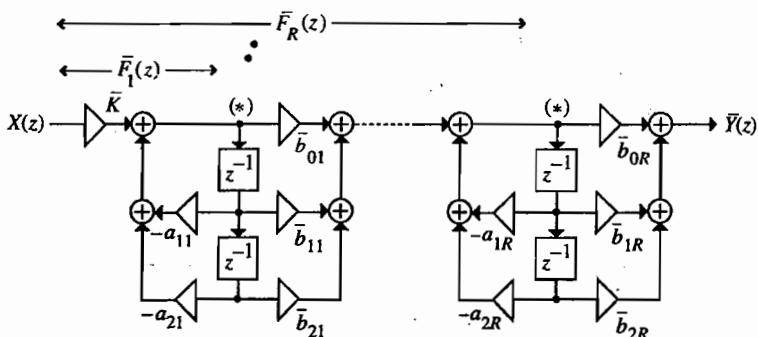 F̄_R(z)
F̄_1(z)
X(z) K̄ (*) b̄_01 (*) b̄_0R Ȳ(z)
z^{-1} z^{-1}
-a_11 b̄_11 -a_1R b̄_1R
z^{-1} z^{-1}
-a_21 b̄_21 -a_2R b̄_2R